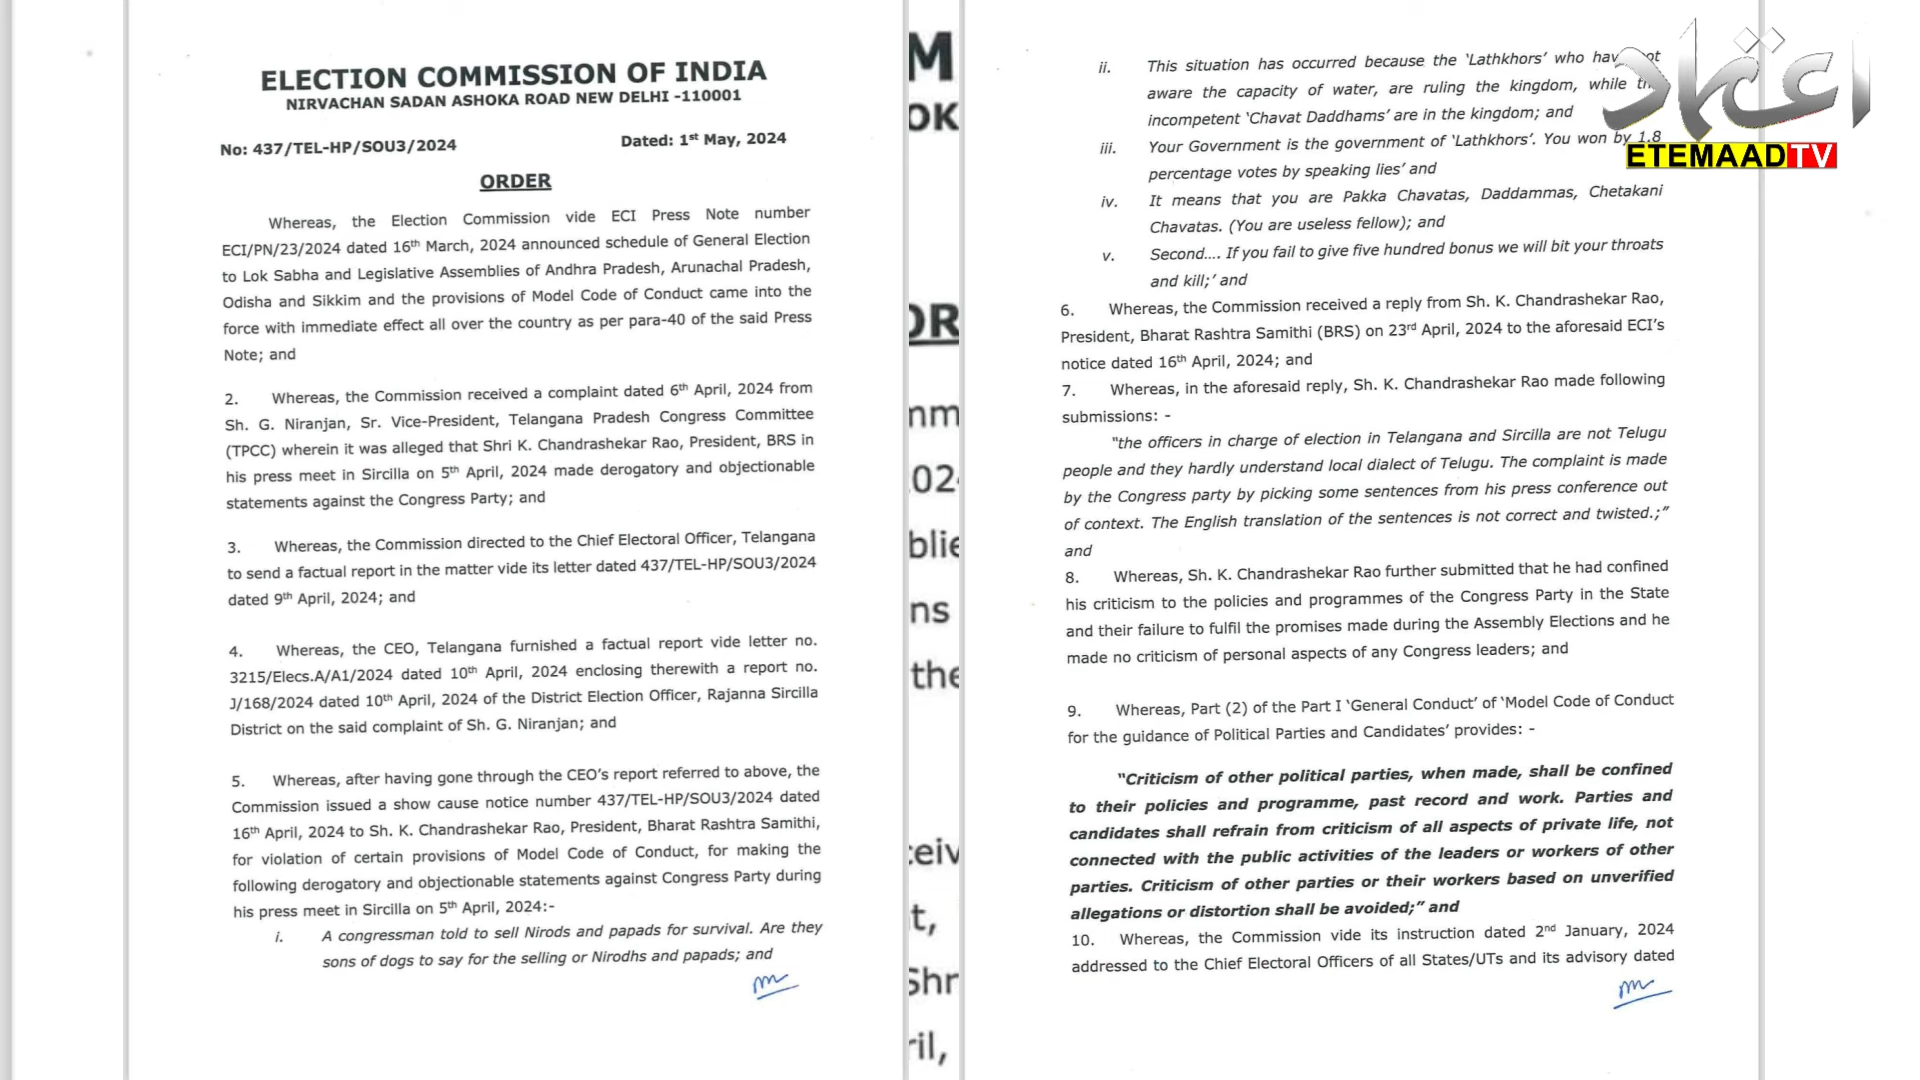 ELECTION COMMISSION OF INDIA
NIRVACHAN SADAN ASHOKA ROAD NEW DELHI -110001
No: 437/TEL-HP/SOU3/2024
Dated: 1st May, 2024
ORDER
Whereas, the Election Commission vide ECI Press Note number
ECI/PN/23/2024 dated 16th March, 2024 announced schedule of General Election
to Lok Sabha and Legislative Assemblies of Andhra Pradesh, Arunachal Pradesh,
Odisha and Sikkim and the provisions of Model Code of Conduct came into the
force with immediate effect all over the country as per para-40 of the said Press
Note; and
2. Whereas, the Commission received a complaint dated 6th April, 2024 from
Sh. G. Niranjan, Sr. Vice-President, Telangana Pradesh Congress Committee
(TPCC) wherein it was alleged that Shri K. Chandrashekar Rao, President, BRS in
his press meet in Sircilla on 5th April, 2024 made derogatory and objectionable
statements against the Congress Party; and
3. Whereas, the Commission directed to the Chief Electoral Officer, Telangana
to send a factual report in the matter vide its letter dated 437/TEL-HP/SOU3/2024
dated 9th April, 2024; and
4. Whereas, the CEO, Telangana furnished a factual report vide letter no.
3215/Elecs.A/A1/2024 dated 10th April, 2024 enclosing therewith a report no.
J/168/2024 dated 10th April, 2024 of the District Election Officer, Rajanna Sircilla
District on the said complaint of Sh. G. Niranjan; and
5. Whereas, after having gone through the CEO's report referred to above, the
Commission issued a show cause notice number 437/TEL-HP/SOU3/2024 dated
16th April, 2024 to Sh. K. Chandrashekar Rao, President, Bharat Rashtra Samithi,
for violation of certain provisions of Model Code of Conduct, for making the
following derogatory and objectionable statements against Congress Party during
his press meet in Sircilla on 5th April, 2024:-
i. A congressman told to sell Nirods and papads for survival. Are they
sons of dogs to say for the selling or Nirodhs and papads; and
ii. This situation has occurred because the 'Lathkhors' who
aware the capacity of water, are ruling the kingdom, while
incompetent 'Chavat Daddhams' are in the kingdom; and
iii. Your Government is the government of 'Lathkhors'. You won by 1.8
percentage votes by speaking lies' and
iv. It means that you are Pakka Chavatas, Daddammas, Chetakani
Chavatas. (You are useless fellow); and
v. Second.... If you fail to give five hundred bonus we will bit your throats
and kill;' and
6. Whereas, the Commission received a reply from Sh. K. Chandrashekar Rao,
President, Bharat Rashtra Samithi (BRS) on 23rd April, 2024 to the aforesaid ECI's
notice dated 16th April, 2024; and
7. Whereas, in the aforesaid reply, Sh. K. Chandrashekar Rao made following
submissions: -
"the officers in charge of election in Telangana and Sircilla are not Telugu
people and they hardly understand local dialect of Telugu. The complaint is made
by the Congress party by picking some sentences from his press conference out
of context. The English translation of the sentences is not correct and twisted.;"
and
8. Whereas, Sh. K. Chandrashekar Rao further submitted that he had confined
his criticism to the policies and programmes of the Congress Party in the State
and their failure to fulfil the promises made during the Assembly Elections and he
made no criticism of personal aspects of any Congress leaders; and
9. Whereas, Part (2) of the Part I 'General Conduct' of 'Model Code of Conduct
for the guidance of Political Parties and Candidates' provides: -
"Criticism of other political parties, when made, shall be confined
to their policies and programme, past record and work. Parties and
candidates shall refrain from criticism of all aspects of private life, not
connected with the public activities of the leaders or workers of other
parties. Criticism of other parties or their workers based on unverified
allegations or distortion shall be avoided;" and
10. Whereas, the Commission vide its instruction dated 2nd January, 2024
addressed to the Chief Electoral Officers of all States/UTs and its advisory dated
اعتماد
ETEMAAD TV